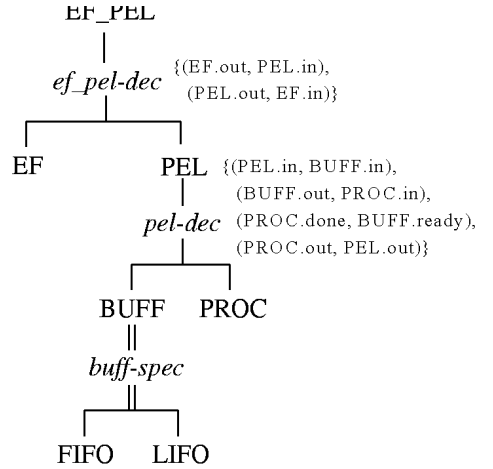 EF_PEL
ef_pel-dec {(EF.out, PEL.in),
(PEL.out, EF.in)}
EF PEL {(PEL.in, BUFF.in),
(BUFF.out, PROC.in),
pel-dec (PROC.done, BUFF.ready),
(PROC.out, PEL.out)}
BUFF PROC
buff-spec
FIFO LIFO